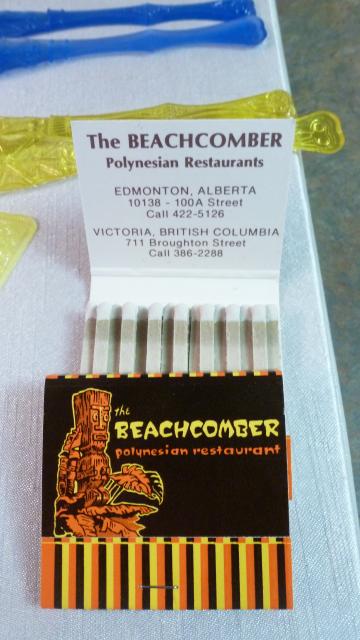 The BEACHCOMBER
Polynesian Restaurants
EDMONTON, ALBERTA
10138 - 100A Street
Call 422-5126
VICTORIA, BRITISH COLUMBIA
711 Broughton Street
Call 386-2288
the
BEACHCOMBER
polynesian restaurant